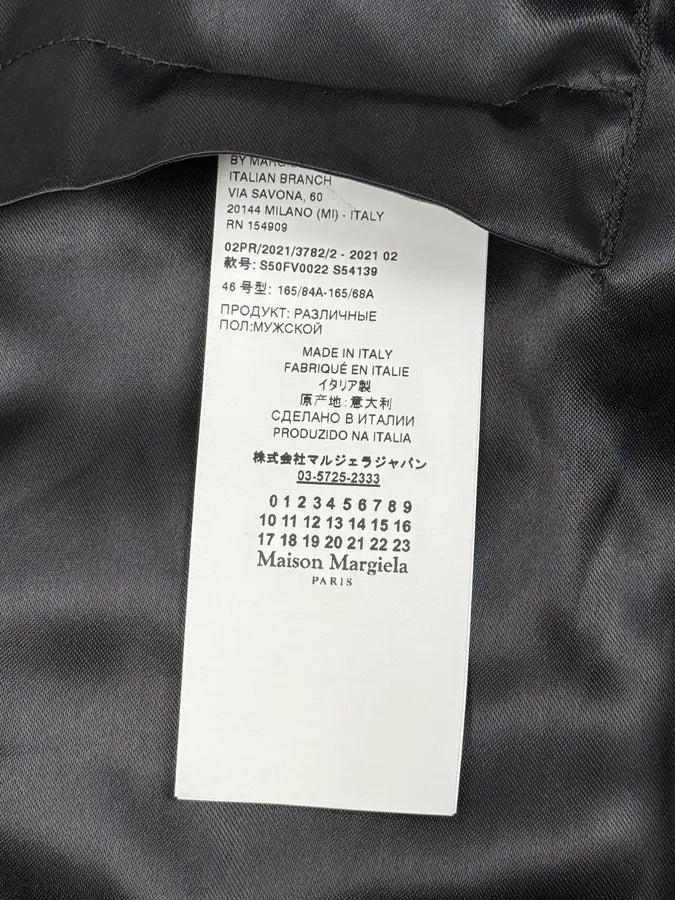 BY
ITALIAN BRANCH
VIA SAVONA, 60
20144 MILANO (MI) - ITALY
RN 154909
02PR/2021/3782/2 - 2021 02
款号: S50FV0022 S54139
46 号型: 165/84A-165/68A
ПРОДУКТ: РАЗЛИЧНЫЕ
ПОЛ:МУЖСКОЙ
MADE IN ITALY
FABRIQUÉ EN ITALIE
イタリア製
原产地:意大利
СДЕЛАНО В ИТАЛИИ
PRODUZIDO NA ITALIA
株式会社マルジェラジャパン
03-5725-2333
0 1 2 3 4 5 6 7 8 9
10 11 12 13 14 15 16
17 18 19 20 21 22 23
Maison Margiela
PARIS